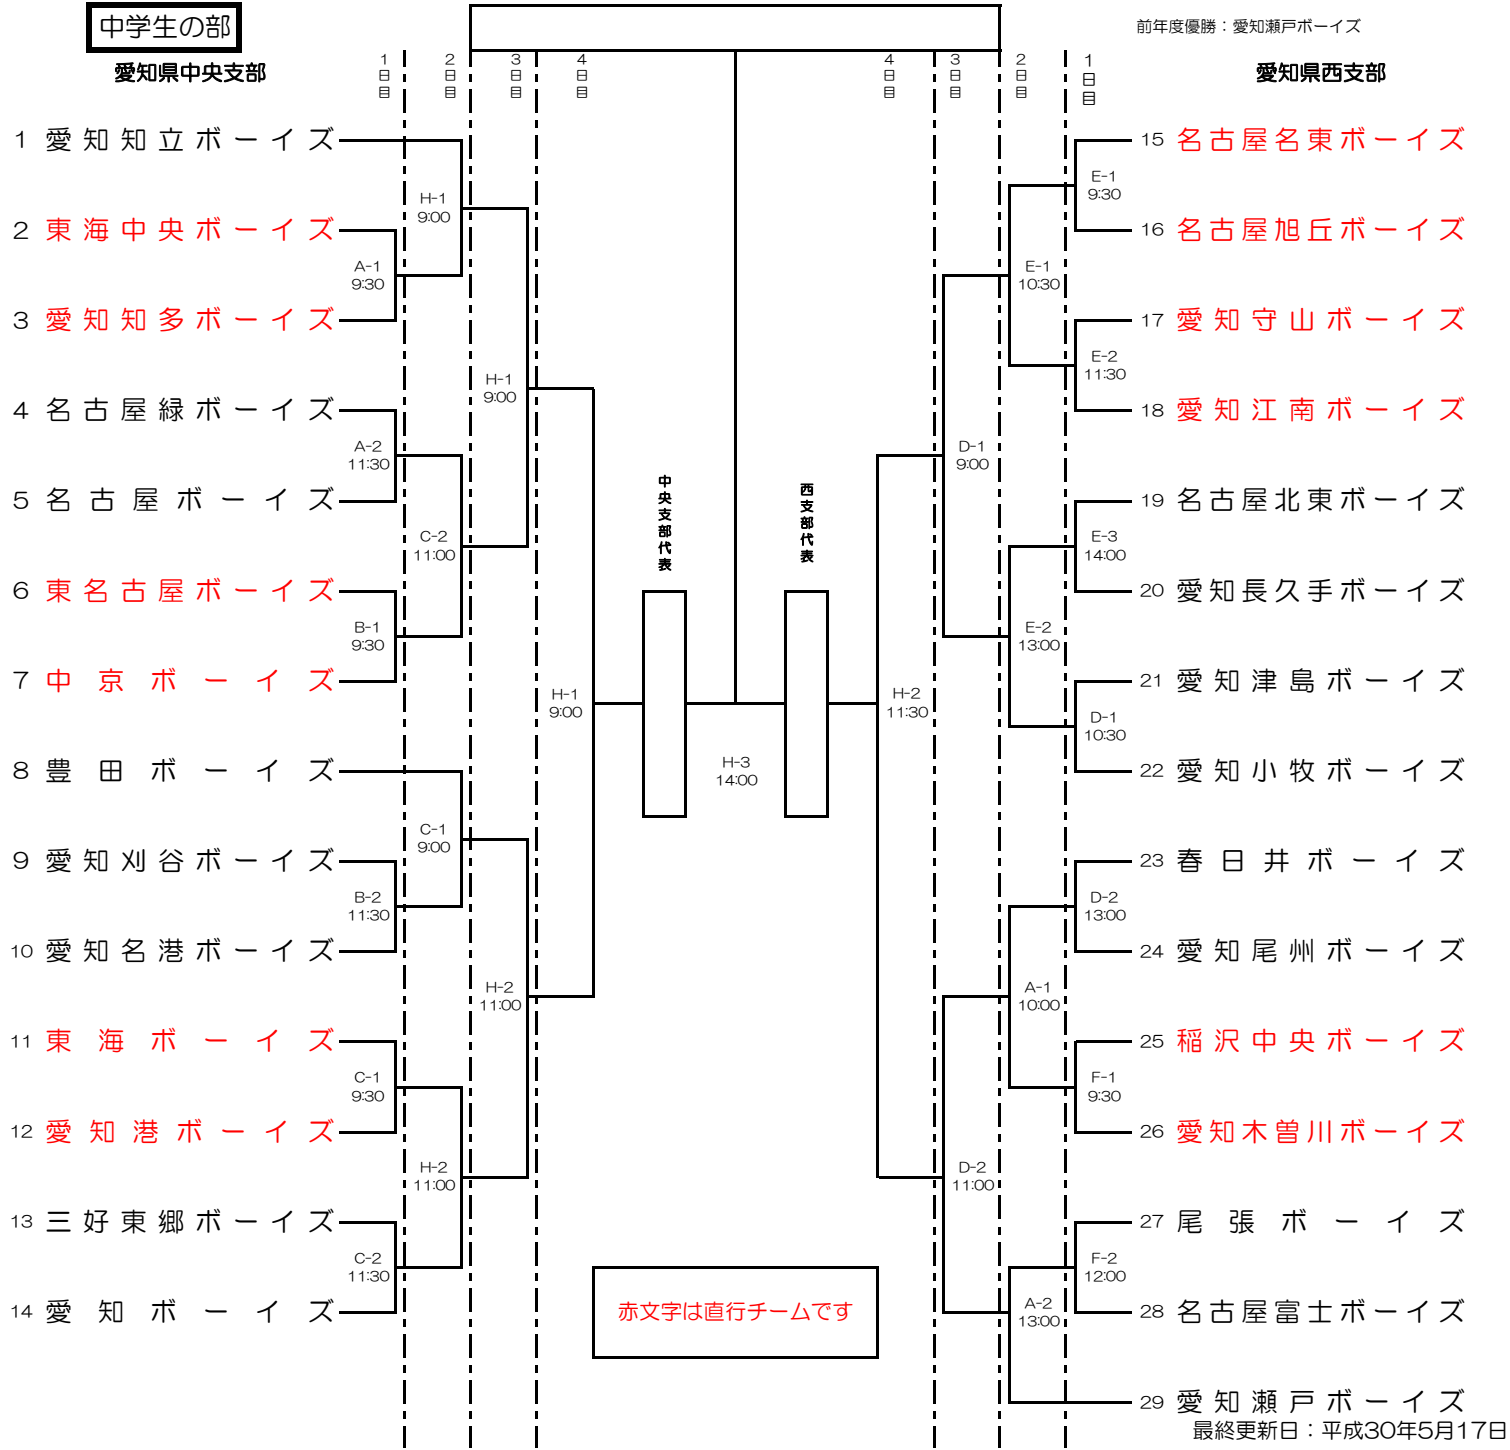 中学生の部
前年度優勝：愛知瀬戸ボーイズ
愛知県中央支部
1日目
2日目
3日目
4日目
4日目
3日目
2日目
1日目
愛知県西支部
1 愛知知立ボーイズ
2 東海中央ボーイズ
3 愛知知多ボーイズ
4 名古屋緑ボーイズ
5 名古屋ボーイズ
6 東名古屋ボーイズ
7 中京ボーイズ
8 豊田ボーイズ
9 愛知刈谷ボーイズ
10 愛知名港ボーイズ
11 東海ボーイズ
12 愛知港ボーイズ
13 三好東郷ボーイズ
14 愛知ボーイズ
A-1
9:30
A-2
11:30
B-1
9:30
B-2
11:30
C-1
9:30
C-2
11:30
H-1
9:00
C-2
11:00
C-1
9:00
H-2
11:00
H-1
9:00
H-2
11:00
H-1
9:00
中央支部代表
H-3
14:00
西支部代表
H-2
11:30
D-1
9:00
D-2
11:00
E-1
10:30
E-2
13:00
A-1
10:00
A-2
13:00
E-1
9:30
E-2
11:30
E-3
14:00
D-1
10:30
D-2
13:00
F-1
9:30
F-2
12:00
15 名古屋名東ボーイズ
16 名古屋旭丘ボーイズ
17 愛知守山ボーイズ
18 愛知江南ボーイズ
19 名古屋北東ボーイズ
20 愛知長久手ボーイズ
21 愛知津島ボーイズ
22 愛知小牧ボーイズ
23 春日井ボーイズ
24 愛知尾州ボーイズ
25 稲沢中央ボーイズ
26 愛知木曽川ボーイズ
27 尾張ボーイズ
28 名古屋富士ボーイズ
29 愛知瀬戸ボーイズ
赤文字は直行チームです
最終更新日：平成30年5月17日